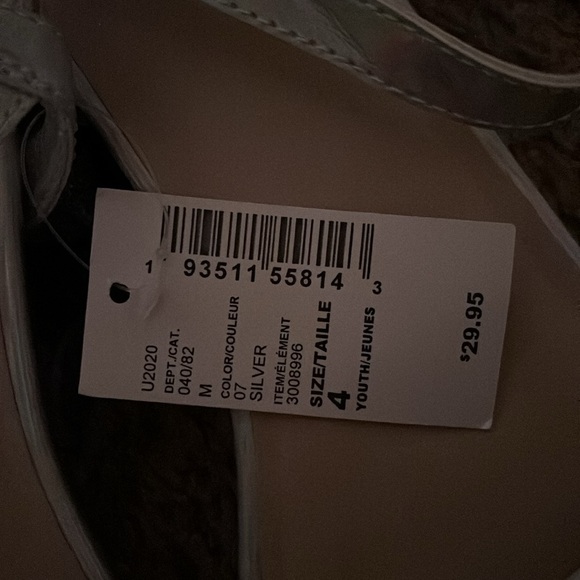 1 93511 55814 3
U2020
DEPT./CAT.
040/82
M
COLOR/COULEUR
07
SILVER
ITEM/ÉLÉMENT
3008996
SIZE/TAILLE
4
YOUTH/JEUNES
$29.95